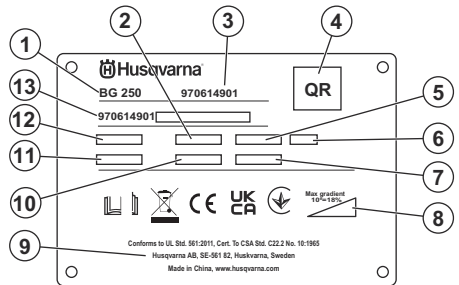 2
3
4
1
Husqvarna
BG 250 970614901
QR
13
970614901
5
12
6
11
7
10
UK
CA
CE
Max gradient
10°=18%
8
Conforms to UL Std. 561:2011, Cert. To CSA Std. C22.2 No. 10:1965
9
Husqvarna AB, SE-561 82, Huskvarna, Sweden
Made in China, www.husqvarna.com